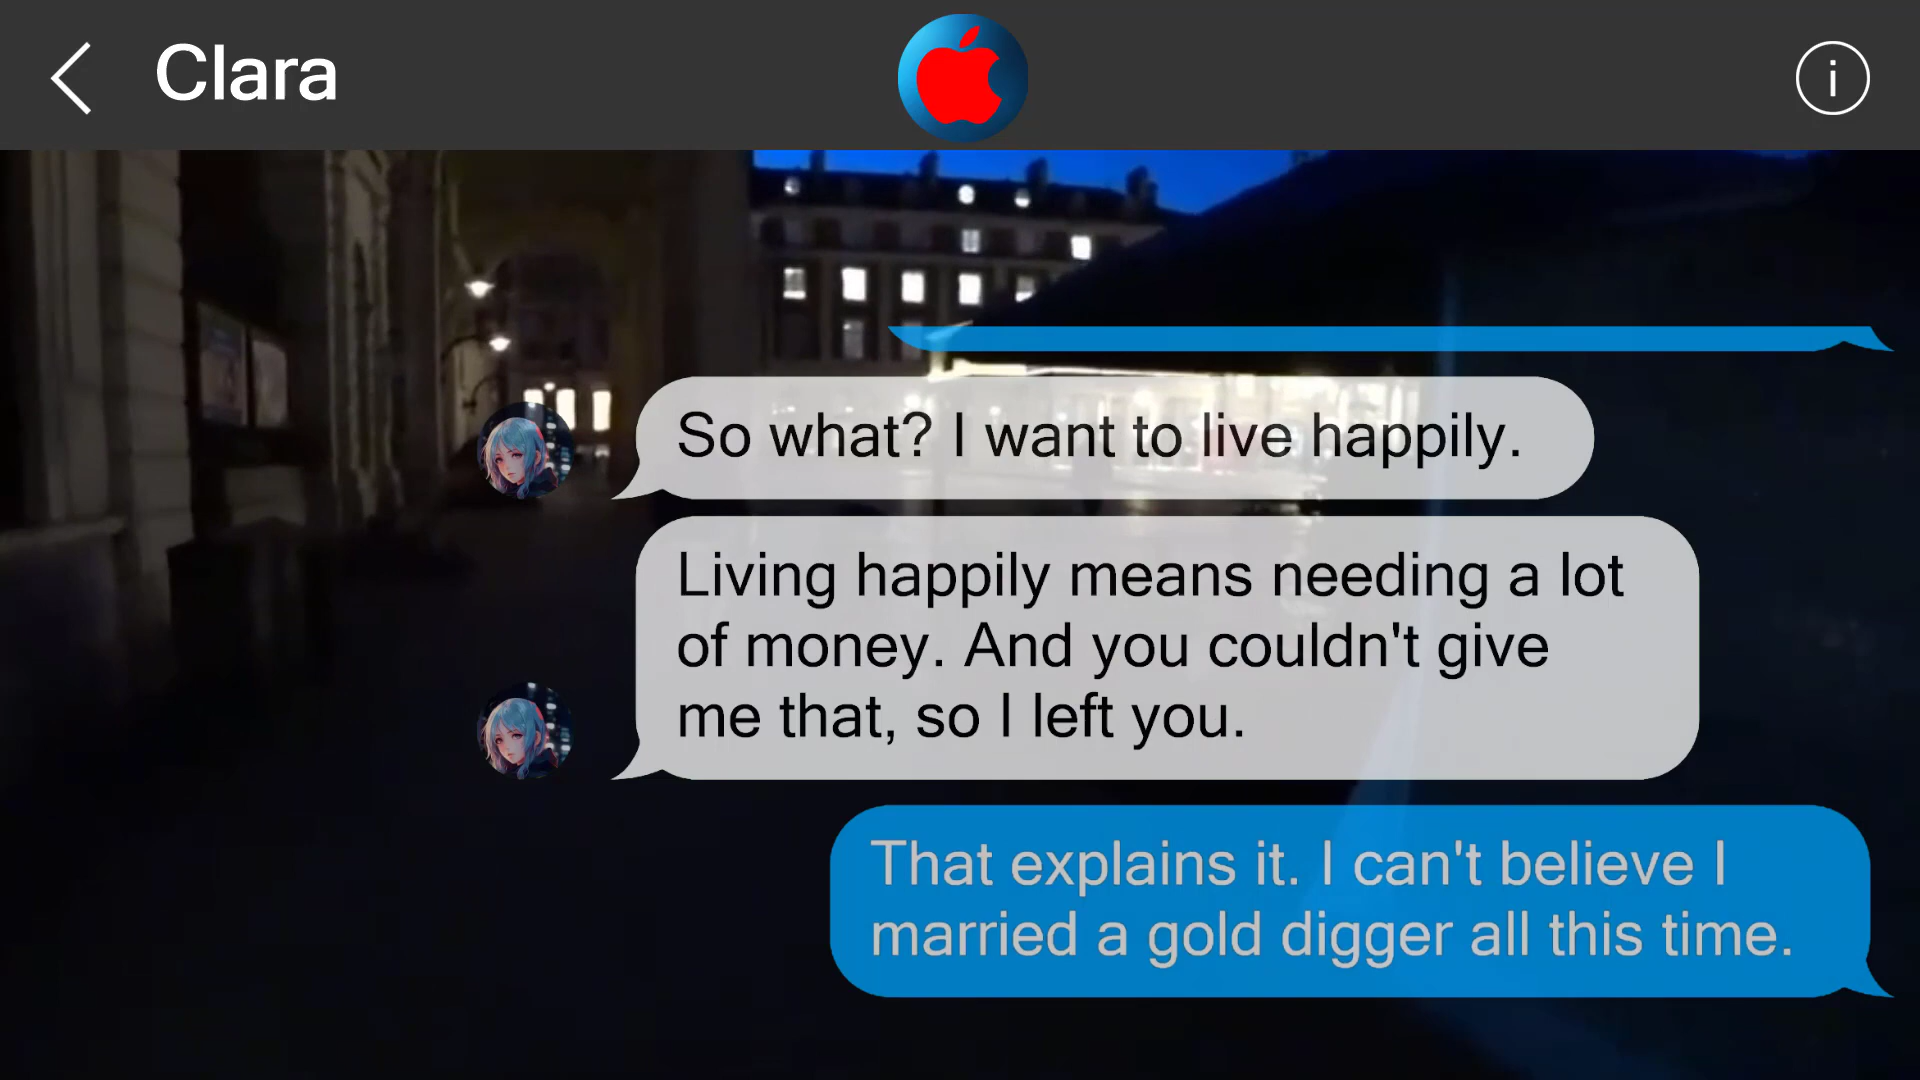 Clara
So what? I want to live happily.
Living happily means needing a lot
of money. And you couldn't give
me that, so I left you.
That explains it. I can't believe I
married a gold digger all this time.